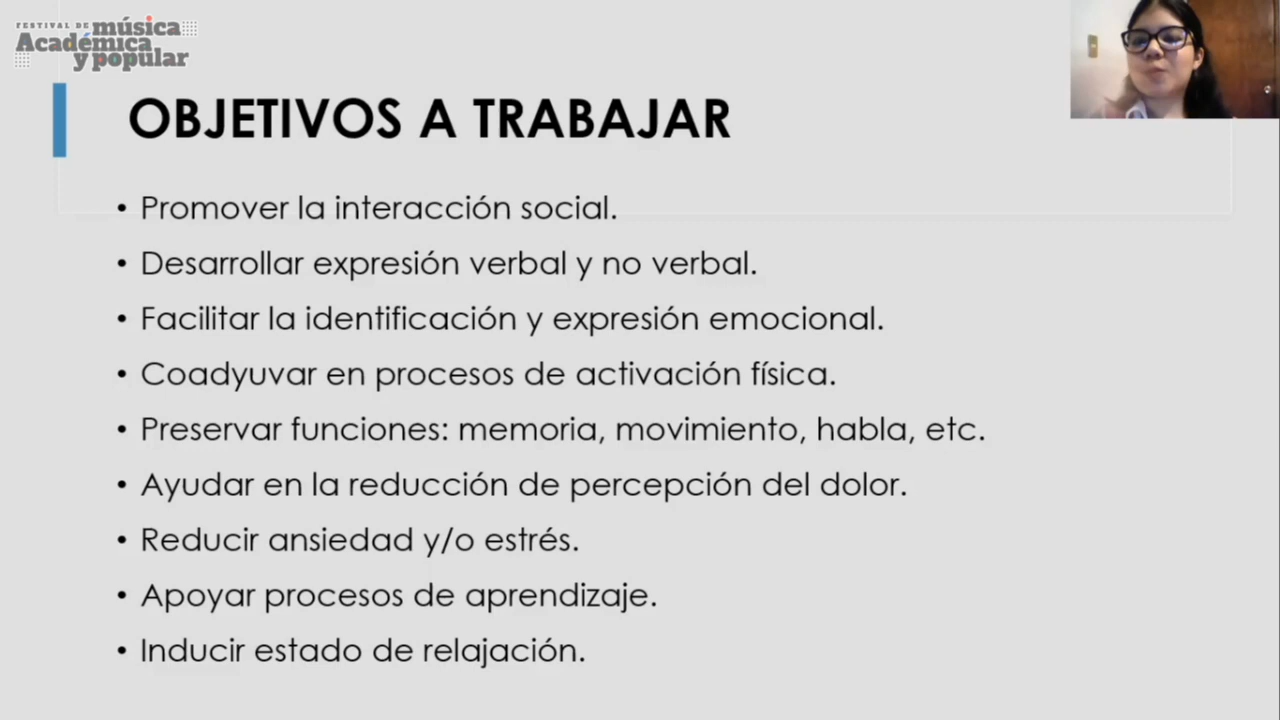 FESTIVAL DE música
Académica
y popular
OBJETIVOS A TRABAJAR
• Promover la interacción social.
• Desarrollar expresión verbal y no verbal.
• Facilitar la identificación y expresión emocional.
• Coadyuvar en procesos de activación física.
• Preservar funciones: memoria, movimiento, habla, etc.
• Ayudar en la reducción de percepción del dolor.
• Reducir ansiedad y/o estrés.
• Apoyar procesos de aprendizaje.
• Inducir estado de relajación.